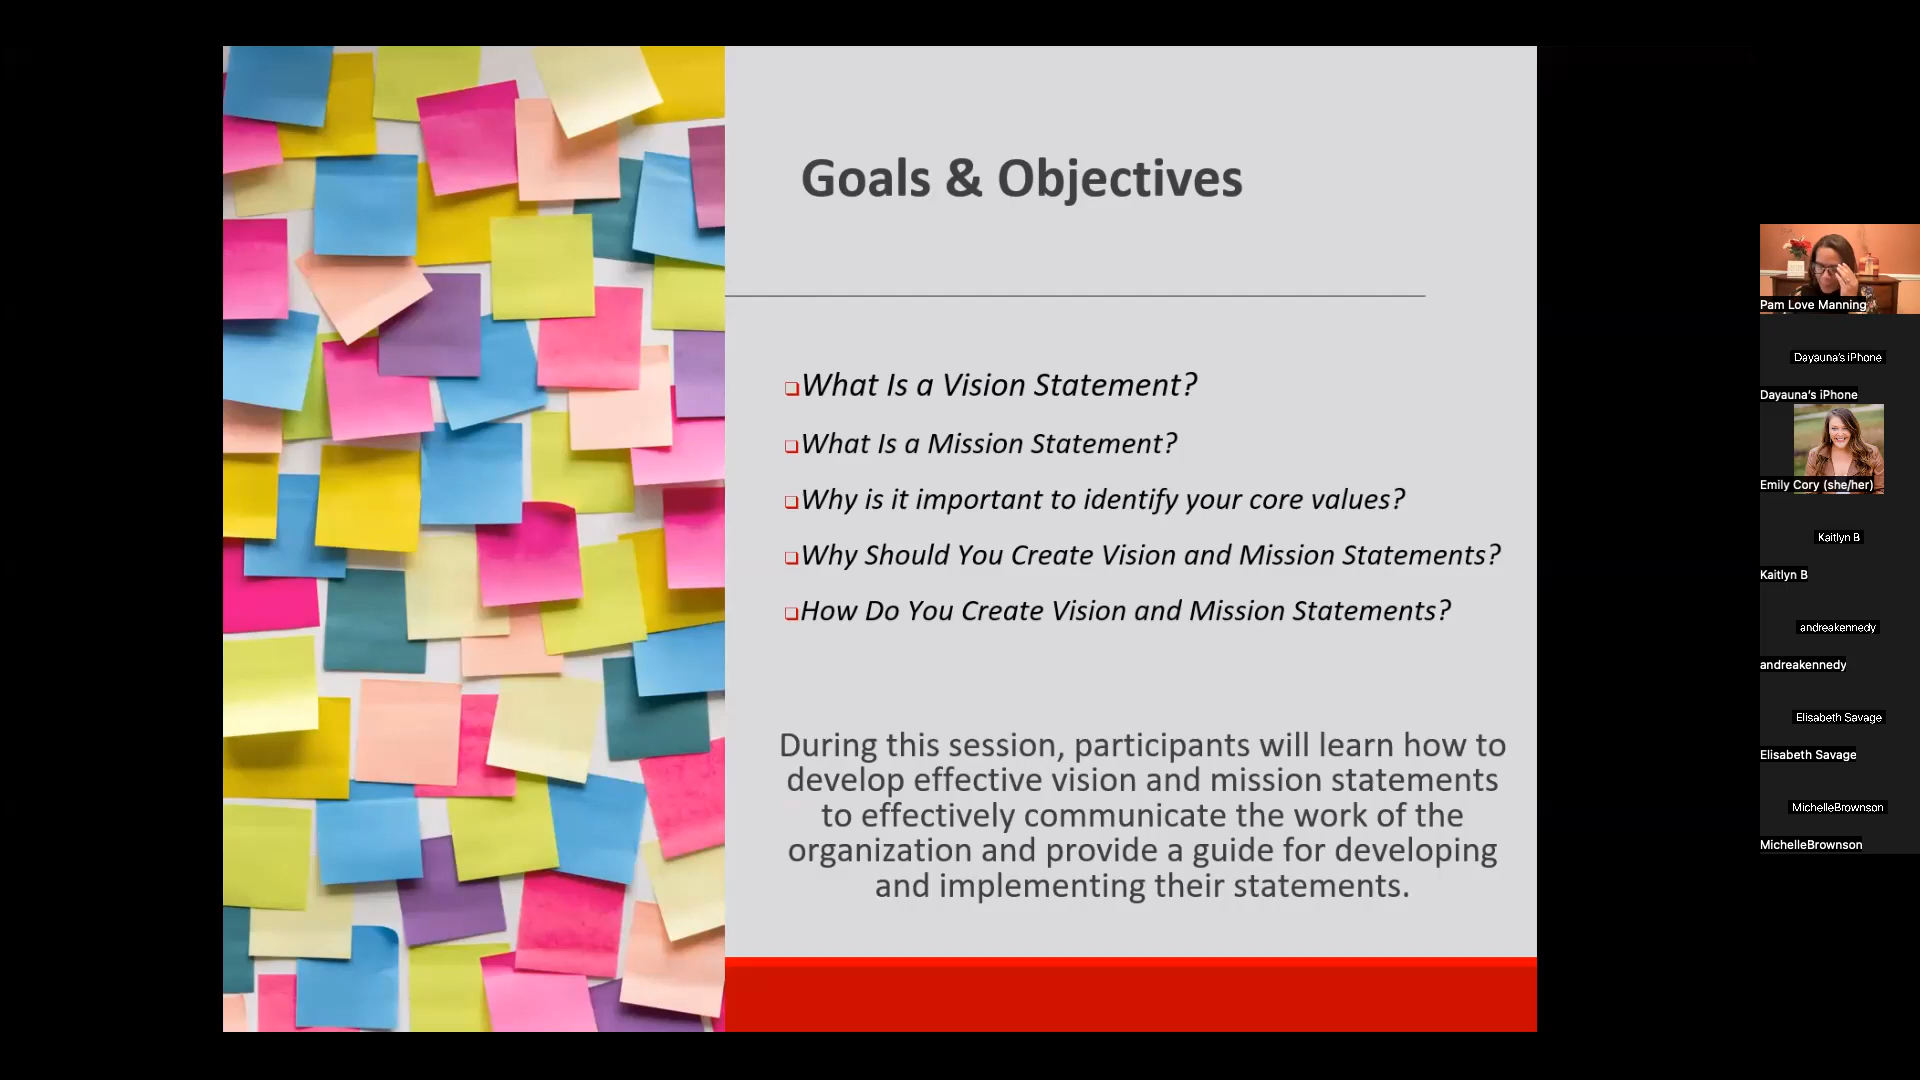 Goals & Objectives
❑What Is a Vision Statement?
❑What Is a Mission Statement?
❑Why is it important to identify your core values?
❑Why Should You Create Vision and Mission Statements?
❑How Do You Create Vision and Mission Statements?
During this session, participants will learn how to
develop effective vision and mission statements
to effectively communicate the work of the
organization and provide a guide for developing
and implementing their statements.
Pam Love Manning
Dayauna's iPhone
Dayauna's iPhone
Emily Cory (she/her)
Kaitlyn B
Kaitlyn B
andreakennedy
andreakennedy
Elisabeth Savage
Elisabeth Savage
MichelleBrownson
MichelleBrownson